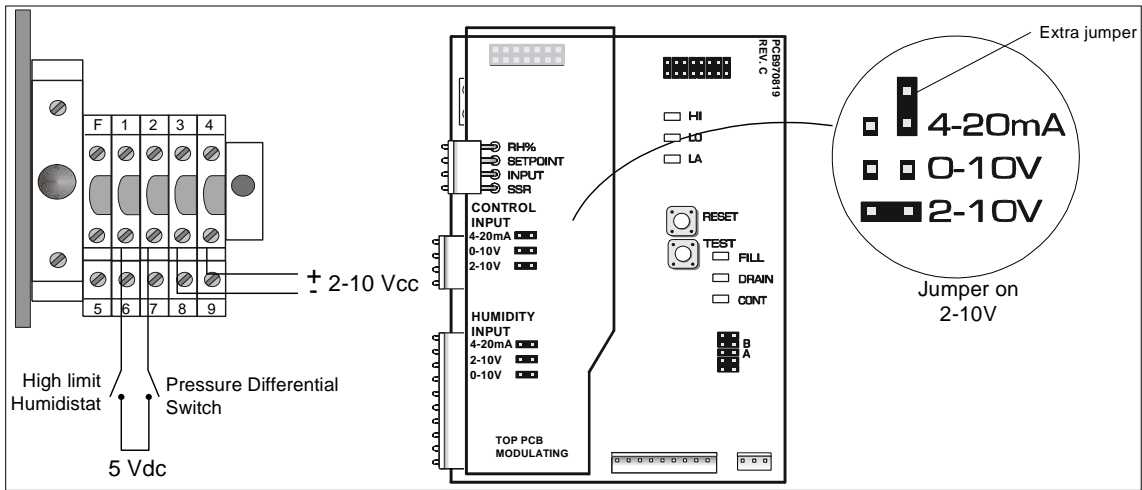 F 1 2 3 4
5 6 7 8 9
+
- 2-10 Vcc
High limit
Humidistat
Pressure Differential
Switch
5 Vdc
PCB970819
REV. C
HI
LO
LA
RH%
SETPOINT
INPUT
SSR
CONTROL
INPUT
4-20mA
0-10V
2-10V
RESET
TEST
FILL
DRAIN
CONT
HUMIDITY
INPUT
4-20mA
2-10V
0-10V
B
A
TOP PCB
MODULATING
Extra jumper
4-20mA
0-10V
2-10V
Jumper on
2-10V